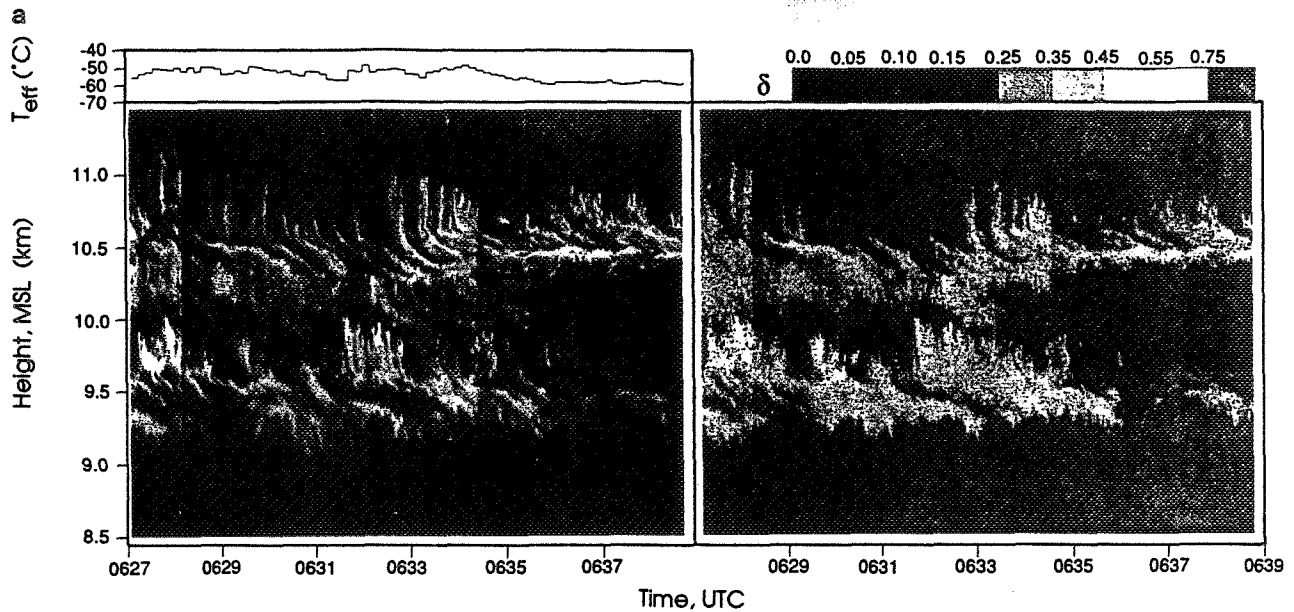 a
T_eff (°C)
-40
-50
-60
-70
0.0 0.05 0.10 0.15 0.25 0.35 0.45 0.55 0.75
δ
Height, MSL (km)
11.0
10.5
10.0
9.5
9.0
8.5
0627 0629 0631 0633 0635 0637 0629 0631 0633 0635 0637 0639
Time, UTC